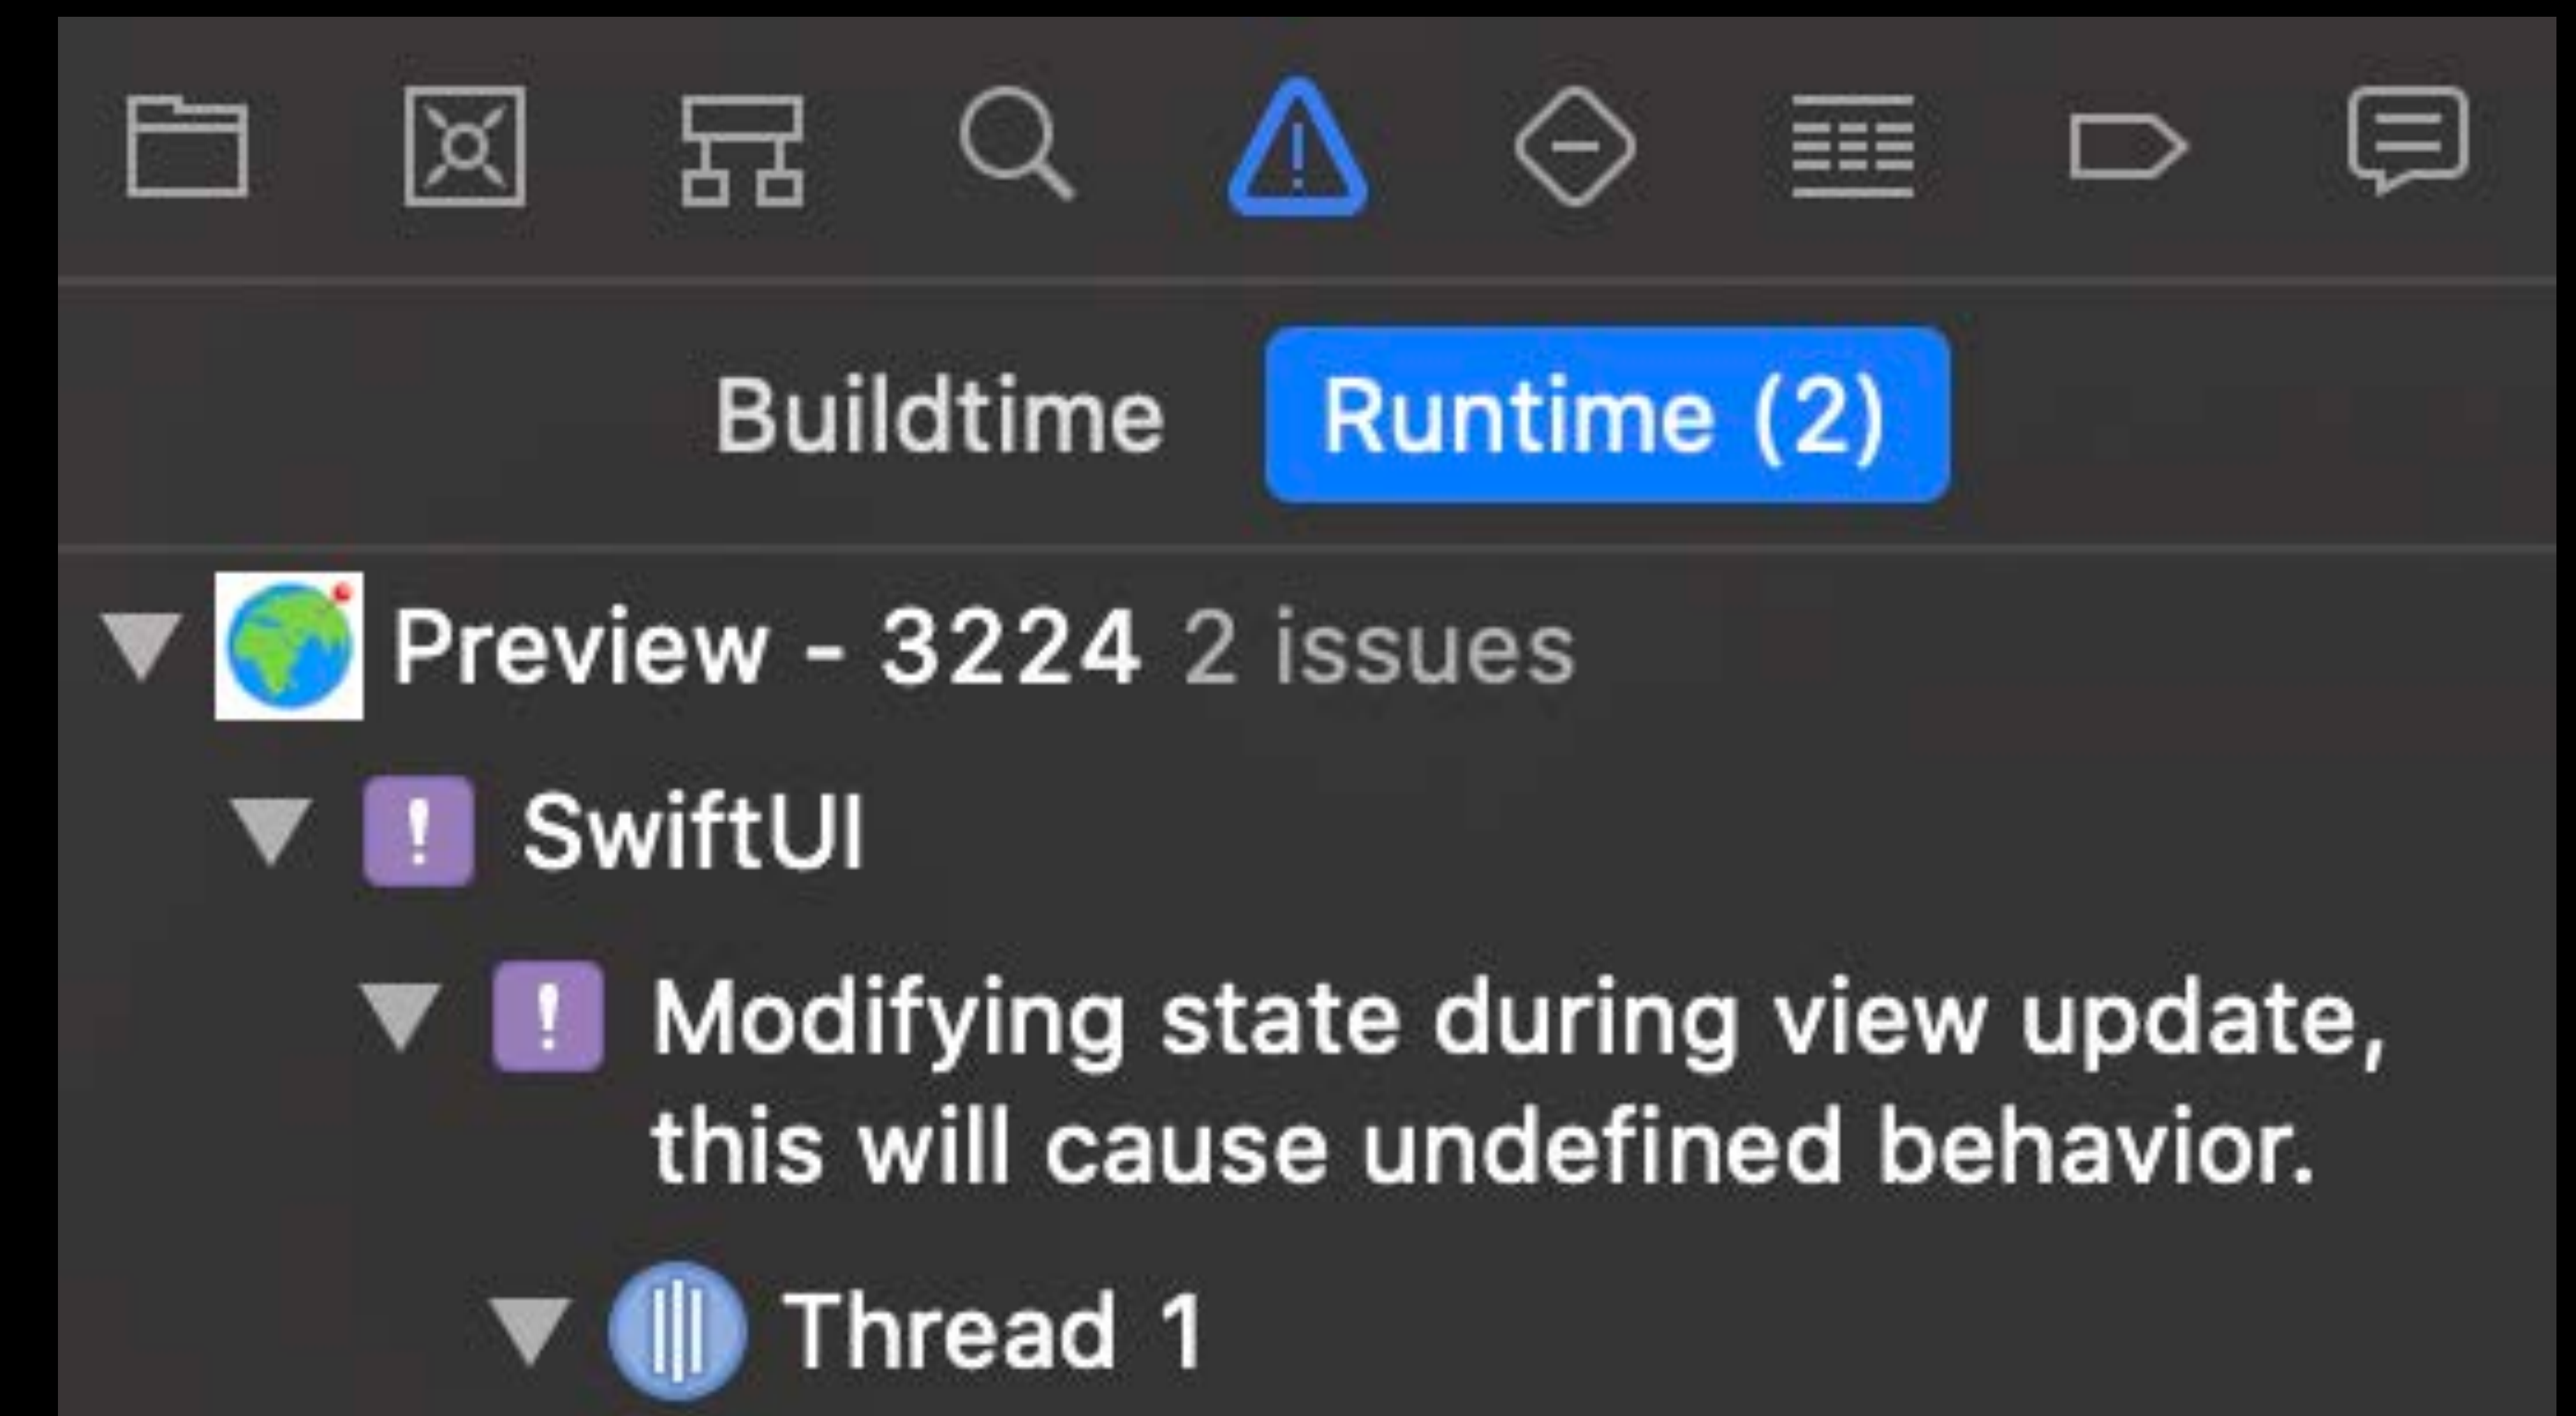 Buildtime Runtime (2)
Preview - 3224 2 issues
SwiftUI
Modifying state during view update,
this will cause undefined behavior.
Thread 1